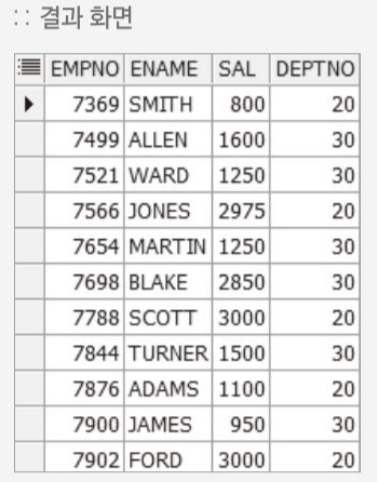 :: 결과 화면
EMPNO ENAME SAL DEPTNO
7369 SMITH 800 20
7499 ALLEN 1600 30
7521 WARD 1250 30
7566 JONES 2975 20
7654 MARTIN 1250 30
7698 BLAKE 2850 30
7788 SCOTT 3000 20
7844 TURNER 1500 30
7876 ADAMS 1100 20
7900 JAMES 950 30
7902 FORD 3000 20